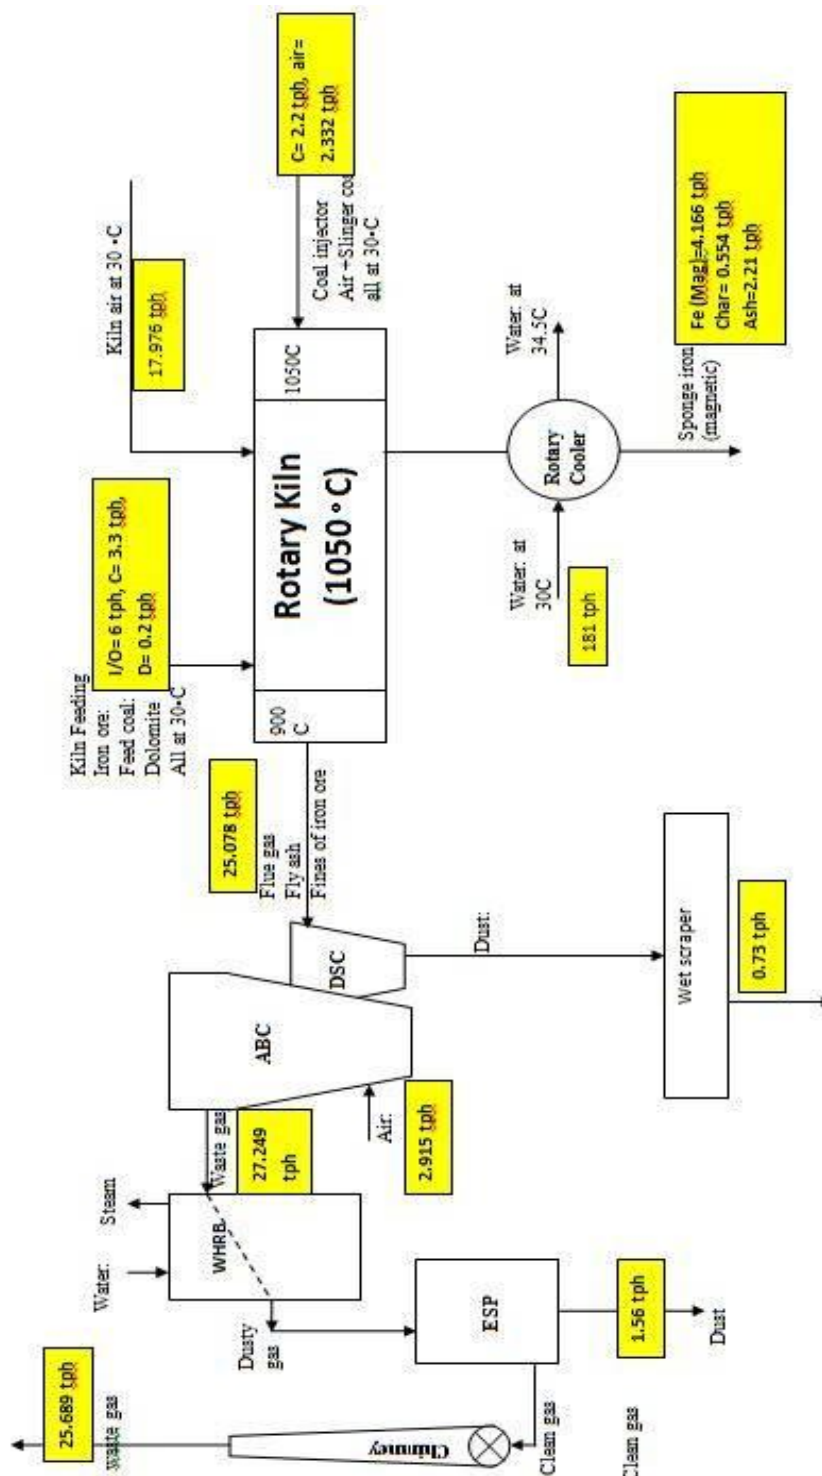 Kiln air at 30 °C
17.976 tph
C= 2.2 tph, air=
2.332 tph
Coal injector
Air+Slinger coa
all at 30°C
Kiln Feeding
Iron ore:
Feed coal:
Dolomite
All at 30°C
I/O= 6 tph, C= 3.3 tph,
D= 0.2 tph
900
C
Rotary Kiln
(1050°C)
1050C
Water: at
30C
181 tph
Rotary
Cooler
Water: at
34.5C
Sponge iron
(magnetic)
Fe (Mag)=4.166 tph
Char= 0.554 tph
Ash=2.21 tph
25.078 tph
Flue gas
Fly ash
Fines of iron ore
DSC
ABC
Dust:
Wet scraper
0.73 tph
Air:
2.915 tph
Waste gas
27.249
tph
Water:
Steam
WHRB
Dusty
gas
ESP
1.56 tph
Dust
Clean gas
Clean gas
Chimney
waste gas
25.689 tph